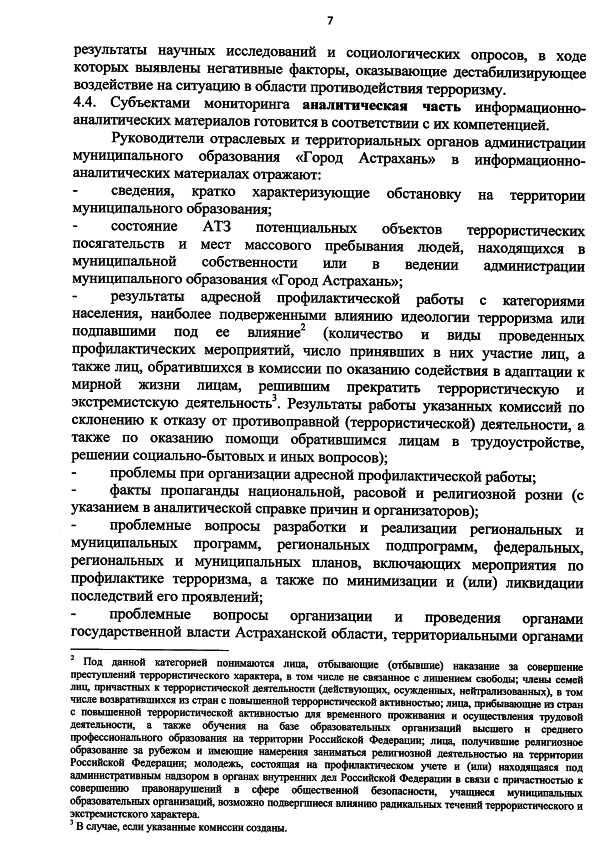 7
результаты научных исследований и социологических опросов, в ходе
которых выявлены негативные факторы, оказывающие дестабилизирующее
воздействие на ситуацию в области противодействия терроризму.
4.4. Субъектами мониторинга аналитическая часть информационно-
аналитических материалов готовится в соответствии с их компетенцией.
Руководители отраслевых и территориальных органов администрации
муниципального образования «Город Астрахань» в информационно-
аналитических материалах отражают:
- сведения, кратко характеризующие обстановку на территории
муниципального образования;
- состояние АТЗ потенциальных объектов террористических
посягательств и мест массового пребывания людей, находящихся в
муниципальной собственности или в ведении администрации
муниципального образования «Город Астрахань»;
- результаты адресной профилактической работы с категориями
населения, наиболее подверженными влиянию идеологии терроризма или
подпавшими под ее влияние² (количество и виды проведенных
профилактических мероприятий, число принявших в них участие лиц, а
также лиц, обратившихся в комиссии по оказанию содействия в адаптации к
мирной жизни лицам, решившим прекратить террористическую и
экстремистскую деятельность³. Результаты работы указанных комиссий по
склонению к отказу от противоправной (террористической) деятельности, а
также по оказанию помощи обратившимся лицам в трудоустройстве,
решении социально-бытовых и иных вопросов);
- проблемы при организации адресной профилактической работы;
- факты пропаганды национальной, расовой и религиозной розни (с
указанием в аналитической справке причин и организаторов);
- проблемные вопросы разработки и реализации региональных и
муниципальных программ, региональных подпрограмм, федеральных,
региональных и муниципальных планов, включающих мероприятия по
профилактике терроризма, а также по минимизации и (или) ликвидации
последствий его проявлений;
- проблемные вопросы организации и проведения органами
государственной власти Астраханской области, территориальными органами
² Под данной категорией понимаются лица, отбывающие (отбывшие) наказание за совершение
преступлений террористического характера, в том числе не связанное с лишением свободы; члены семей
лиц, причастных к террористической деятельности (действующих, осужденных, нейтрализованных), в том
числе возвратившихся из стран с повышенной террористической активностью; лица, прибывающие из стран
с повышенной террористической активностью для временного проживания и осуществления трудовой
деятельности, а также обучения на базе образовательных организаций высшего и среднего
профессионального образования на территории Российской Федерации; лица, получившие религиозное
образование за рубежом и имеющие намерения заниматься религиозной деятельностью на территории
Российской Федерации; молодежь, состоящая на профилактическом учете и (или) находящаяся под
административным надзором в органах внутренних дел Российской Федерации в связи с причастностью к
совершению правонарушений в сфере общественной безопасности, учащиеся муниципальных
образовательных организаций, возможно подвергшиеся влиянию радикальных течений террористического и
экстремистского характера.
³ В случае, если указанные комиссии созданы.